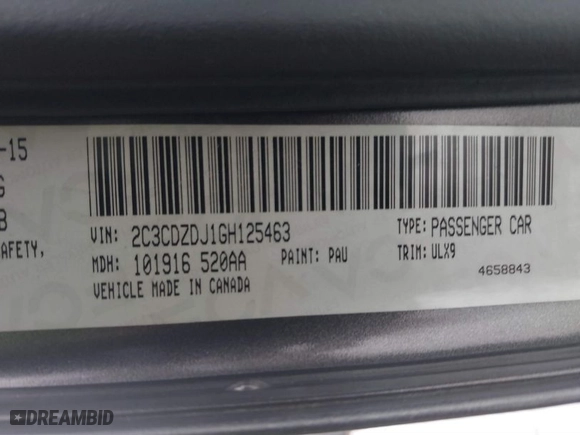 -15
G
B
AFETY,
VIN: 2C3CDZDJ1GH125463
TYPE: PASSENGER CAR
MDH: 101916 520AA
PAINT: PAU
TRIM: ULX9
VEHICLE MADE IN CANADA
4658843
DREAMBID